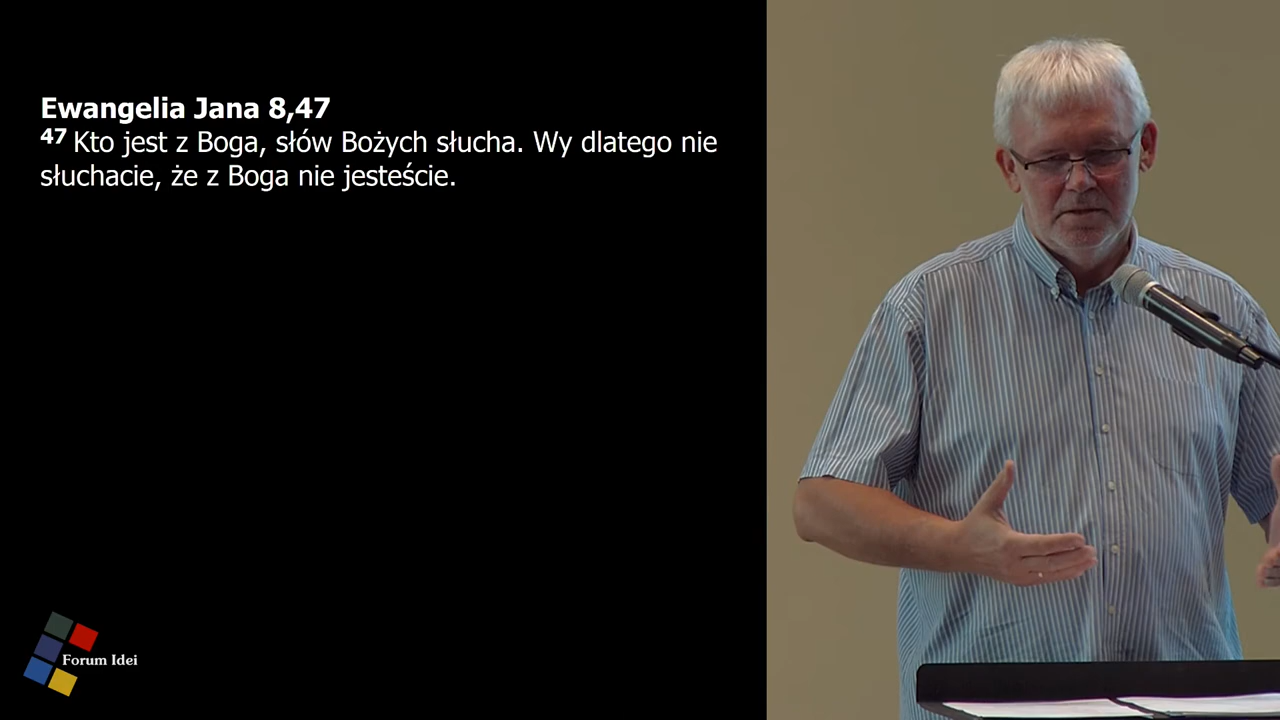 Ewangelia Jana 8,47
47 Kto jest z Boga, słów Bożych słucha. Wy dlatego nie
słuchacie, że z Boga nie jesteście.
Forum Idei